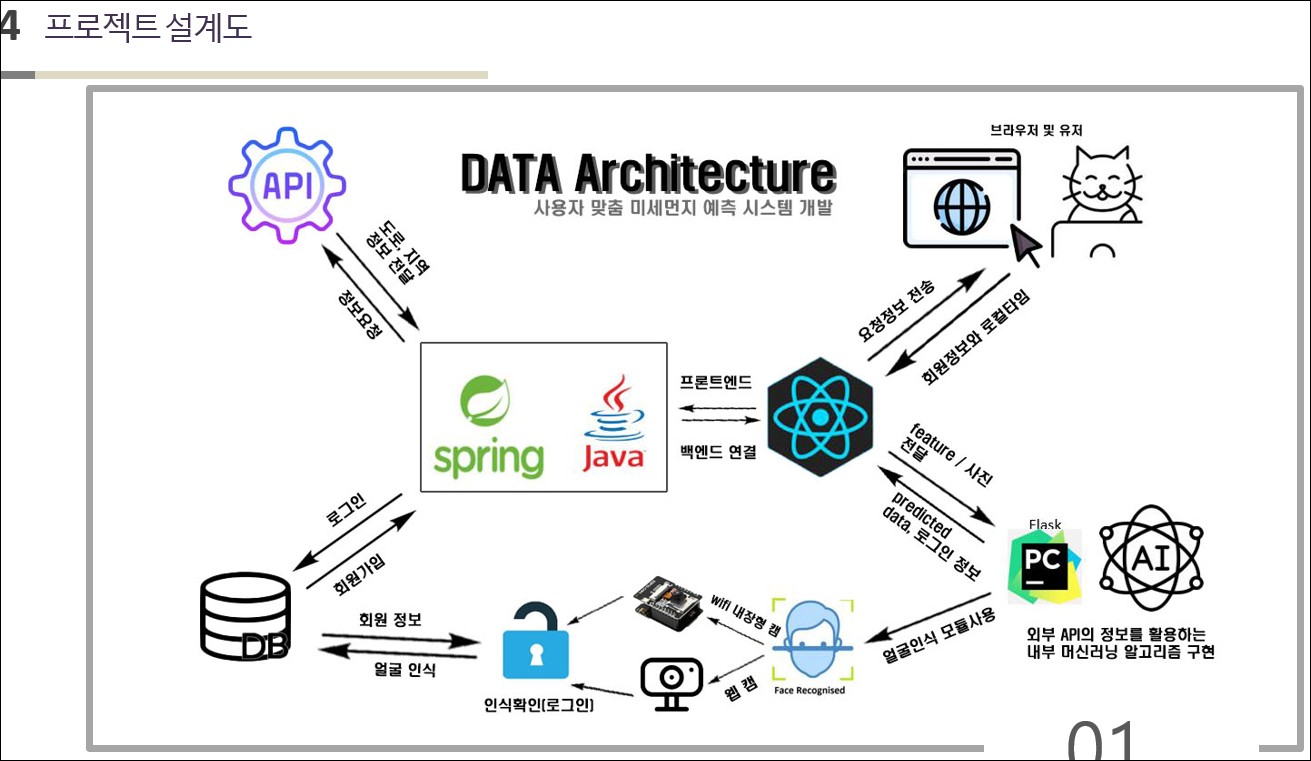 4 프로젝트 설계도
브라우저 및 유저
DATA Architecture
사용자 맞춤 미세먼지 예측 시스템 개발
API
도로, 지역
정보 전달
정보요청
요청정보 전송
회원정보와 로컬타임
spring
Java
프론트엔드
백엔드 연결
feature / 사진
전달
predicted
data, 로그인 정보
로그인
회원가입
Flask
PC
AI
외부 API의 정보를 활용하는
내부 머신러닝 알고리즘 구현
DB
회원 정보
얼굴 인식
인식확인(로그인)
wifi 내장형 캠
웹 캠
Face Recognised
얼굴인식 모듈사용
01